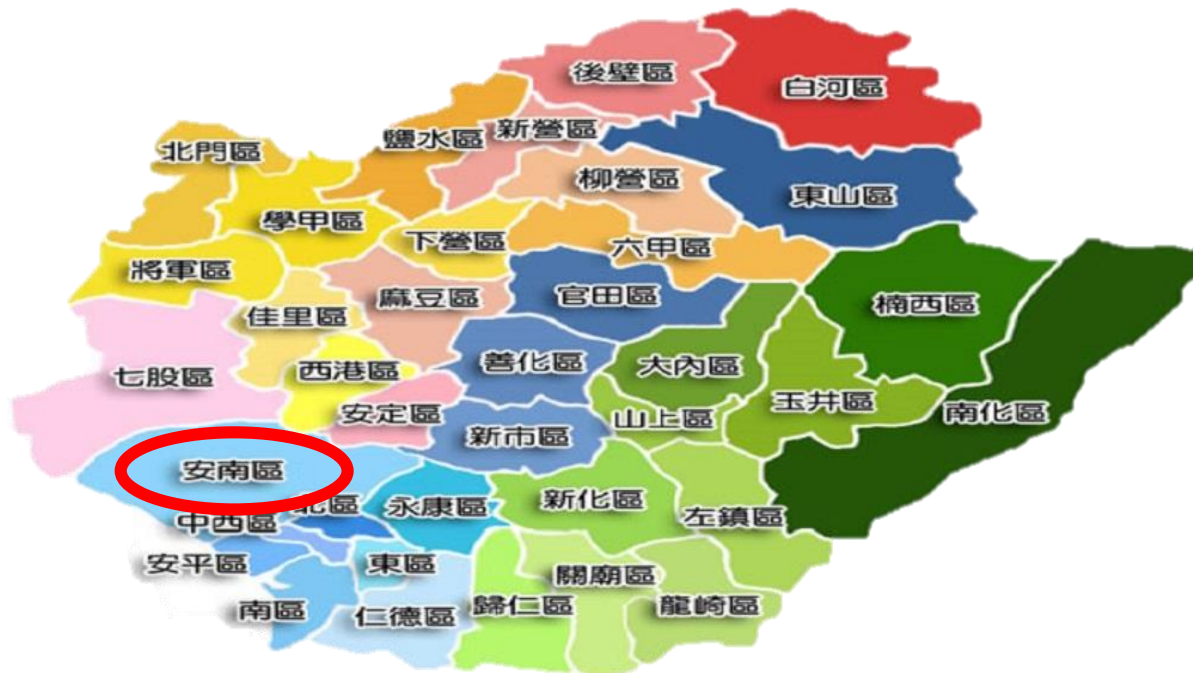 後壁區
白河區
新營區
鹽水區
北門區
柳營區
東山區
學甲區
下營區
六甲區
將軍區
麻豆區
官田區
楠西區
佳里區
善化區
大內區
七股區
西港區
玉井區
安定區
山上區
南化區
新市區
安南區
北區
永康區
新化區
左鎮區
中西區
安平區
東區
關廟區
南區
仁德區
歸仁區
龍崎區